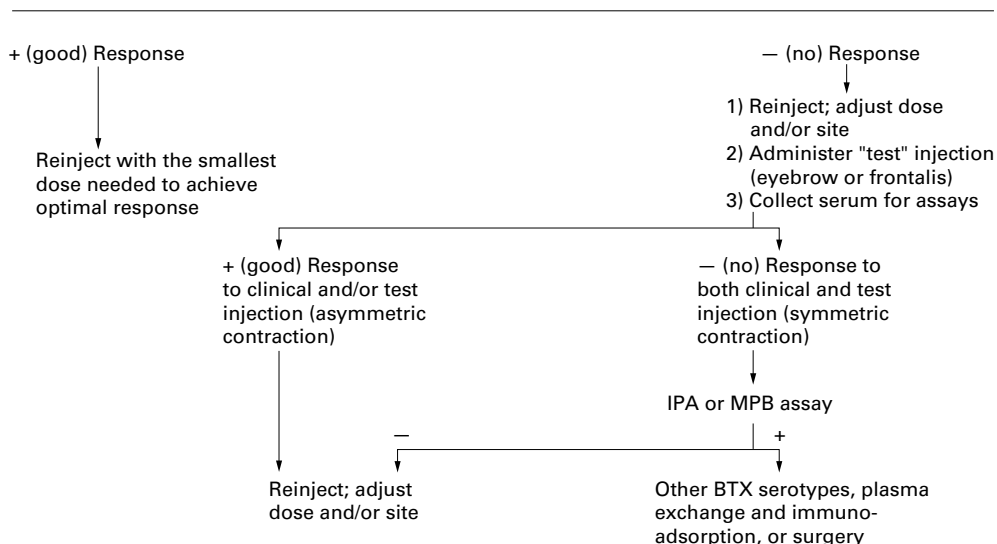 + (good) Response
— (no) Response
Reinject with the smallest
dose needed to achieve
optimal response
1) Reinject; adjust dose
and/or site
2) Administer "test" injection
(eyebrow or frontalis)
3) Collect serum for assays
+ (good) Response
to clinical and/or test
injection (asymmetric
contraction)
— (no) Response to
both clinical and test
injection (symmetric
contraction)
IPA or MPB assay
—
+
Reinject; adjust
dose and/or site
Other BTX serotypes, plasma
exchange and immuno-
adsorption, or surgery